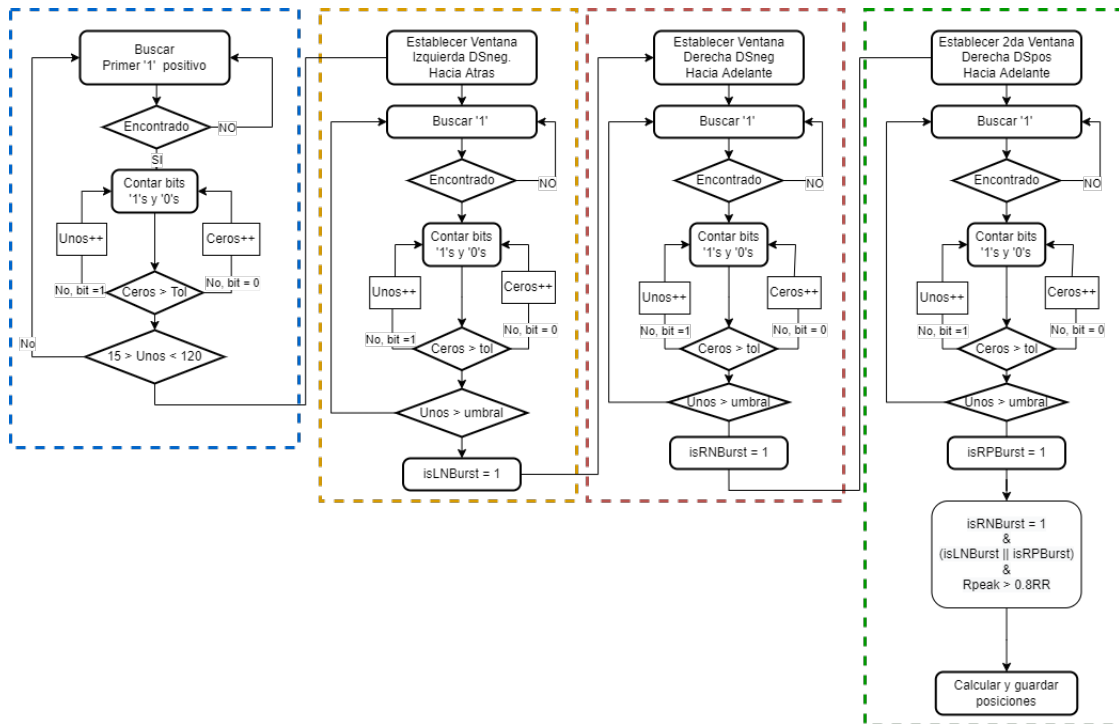 Buscar
Primer '1' positivo
Encontrado
NO
SI
Contar bits
'1's y '0's
Unos++
Ceros++
No, bit =1
Ceros > Tol
No, bit = 0
No
15 > Unos < 120
Establecer Ventana
Izquierda DSneg.
Hacia Atras
Buscar '1'
Encontrado
NO
Contar bits
'1's y '0's
Unos++
Ceros++
No, bit =1
No, bit = 0
Ceros > tol
Unos > umbral
isLNBurst = 1
Establecer Ventana
Derecha DSneg
Hacia Adelante
Buscar '1'
Encontrado
NO
Contar bits
'1's y '0's
Unos++
Ceros++
No, bit =1
No, bit = 0
Ceros > tol
Unos > umbral
isRNBurst = 1
Establecer 2da Ventana
Derecha DSpos
Hacia Adelante
Buscar '1'
Encontrado
NO
Contar bits
'1's y '0's
Unos++
Ceros++
No, bit =1
No, bit = 0
Ceros > tol
Unos > umbral
isRPBurst = 1
isRNBurst = 1
&
(isLNBurst || isRPBurst)
&
Rpeak > 0.8RR
Calcular y guardar
posiciones